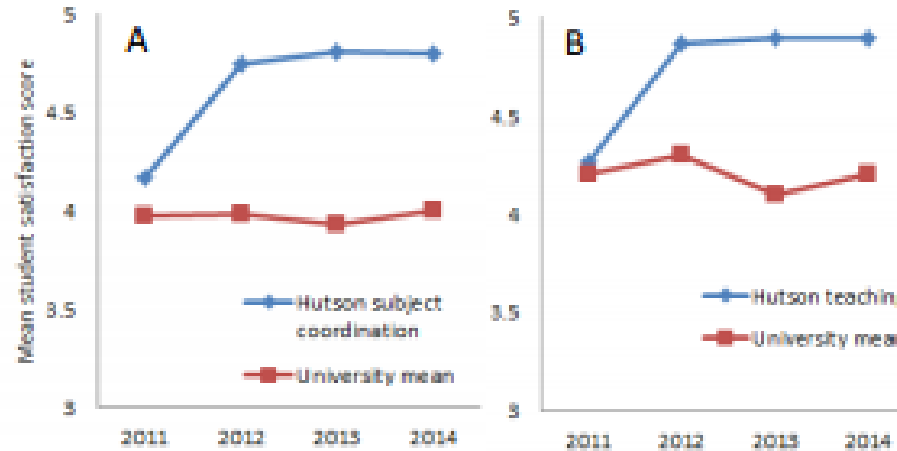 A
5
4.5
4
3.5
3
Mean student satisfaction score
Hutson subject
coordination
University mean
2011 2012 2013 2014
B
5
4.5
4
3.5
3
Hutson teaching
University mean
2011 2012 2013 2014